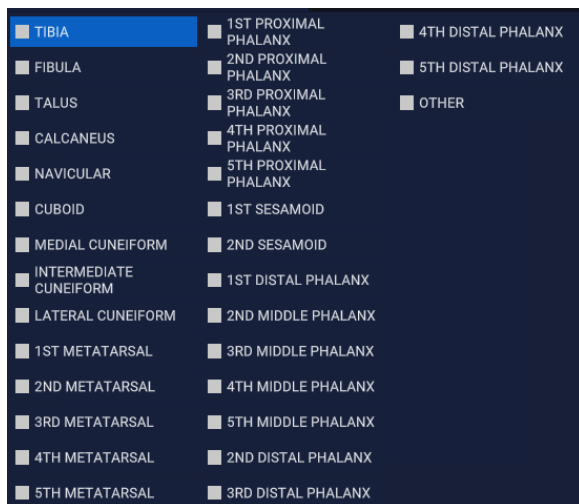 TIBIA
FIBULA
TALUS
CALCANEUS
NAVICULAR
CUBOID
MEDIAL CUNEIFORM
INTERMEDIATE
CUNEIFORM
LATERAL CUNEIFORM
1ST METATARSAL
2ND METATARSAL
3RD METATARSAL
4TH METATARSAL
5TH METATARSAL
1ST PROXIMAL
PHALANX
2ND PROXIMAL
PHALANX
3RD PROXIMAL
PHALANX
4TH PROXIMAL
PHALANX
5TH PROXIMAL
PHALANX
1ST SESAMOID
2ND SESAMOID
1ST DISTAL PHALANX
2ND MIDDLE PHALANX
3RD MIDDLE PHALANX
4TH MIDDLE PHALANX
5TH MIDDLE PHALANX
2ND DISTAL PHALANX
3RD DISTAL PHALANX
4TH DISTAL PHALANX
5TH DISTAL PHALANX
OTHER